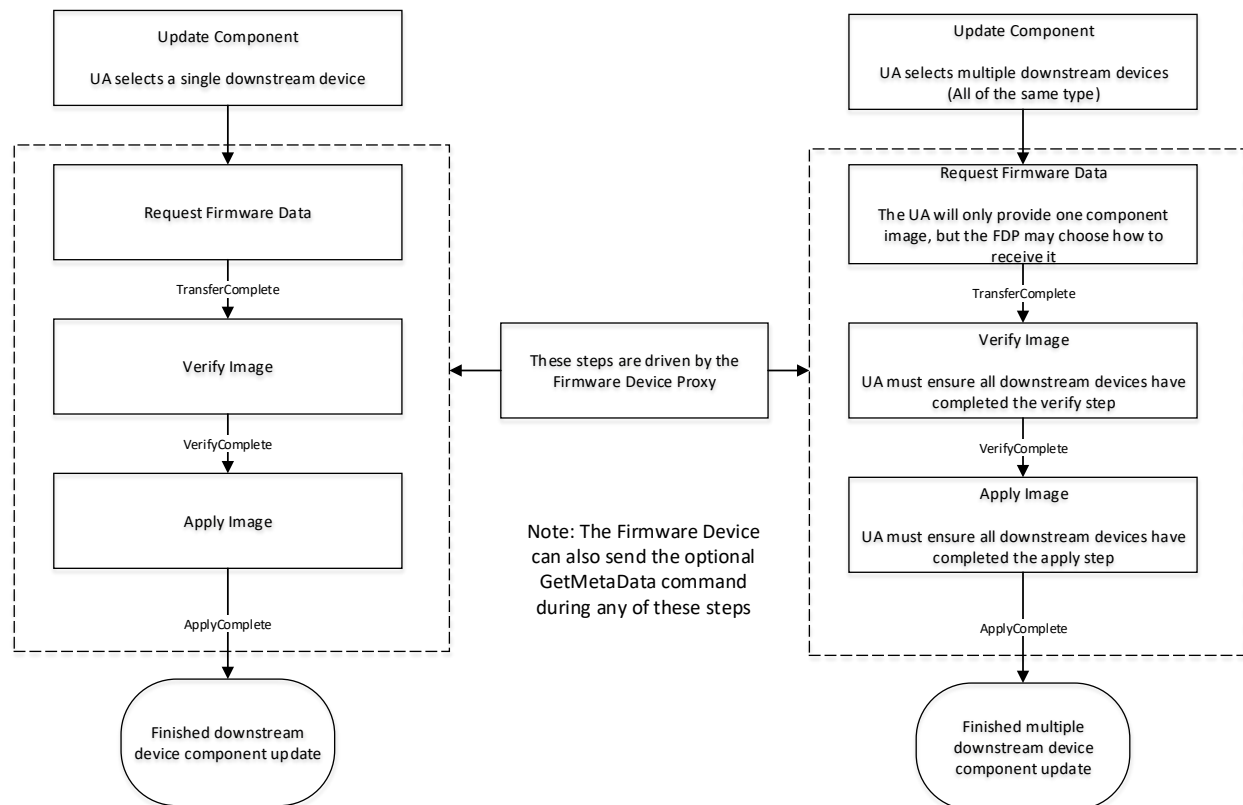 Update Component
UA selects a single downstream device
Request Firmware Data
TransferComplete
Verify Image
VerifyComplete
Apply Image
ApplyComplete
Finished downstream
device component update
These steps are driven by the
Firmware Device Proxy
Note: The Firmware Device
can also send the optional
GetMetaData command
during any of these steps
Update Component
UA selects multiple downstream devices
(All of the same type)
Request Firmware Data
The UA will only provide one component
image, but the FDP may choose how to
receive it
TransferComplete
Verify Image
UA must ensure all downstream devices have
completed the verify step
VerifyComplete
Apply Image
UA must ensure all downstream devices have
completed the apply step
ApplyComplete
Finished multiple
downstream device
component update